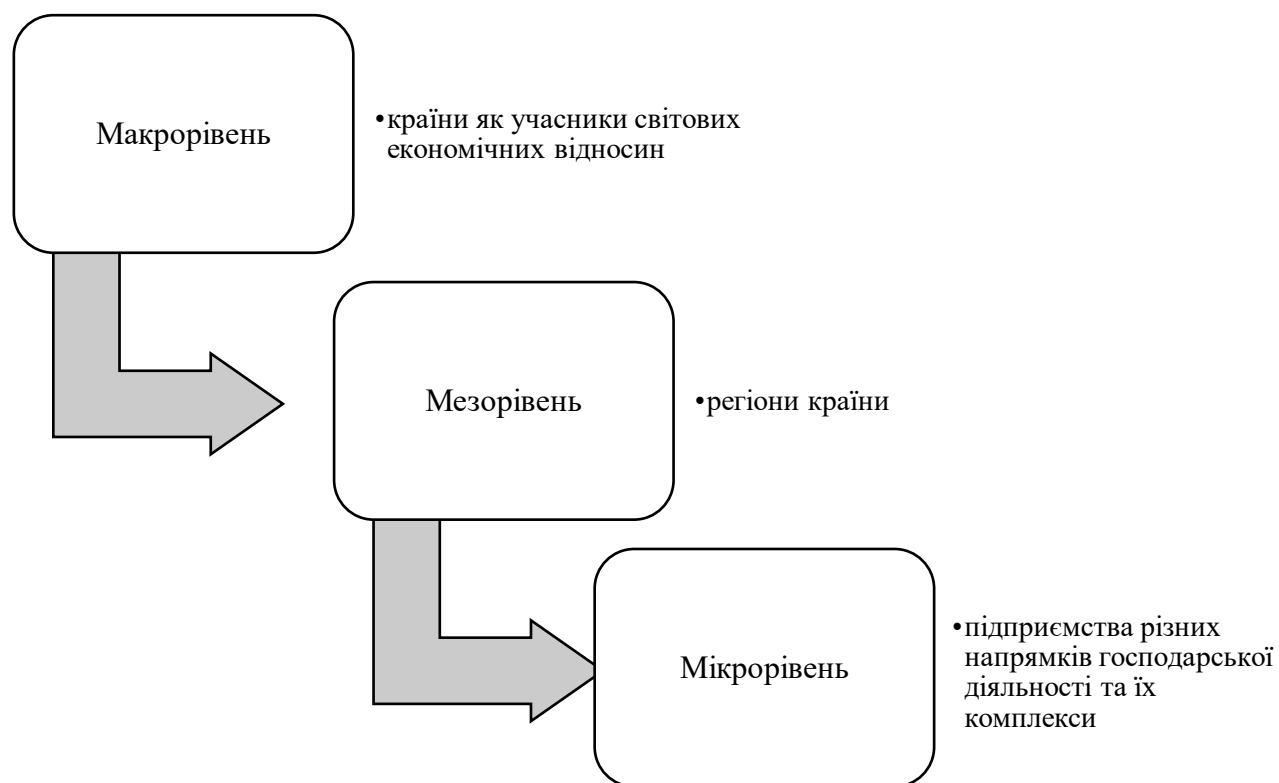 Макрорівень
•країни як учасники світових
економічних відносин
Мезорівень
•регіони країни
Мікрорівень
•підприємства різних
напрямків господарської
діяльності та їх
комплекси